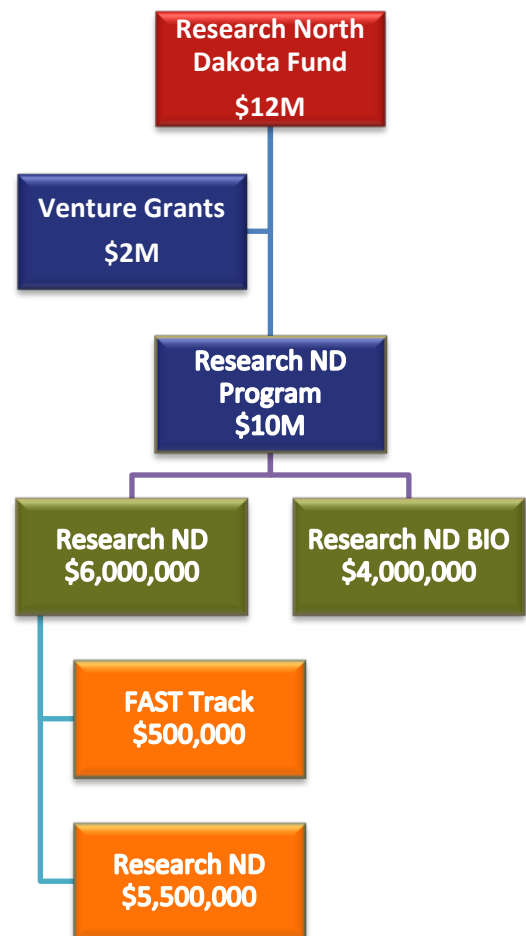 Research North
Dakota Fund
$12M
Venture Grants
$2M
Research ND
Program
$10M
Research ND
$6,000,000
Research ND BIO
$4,000,000
FAST Track
$500,000
Research ND
$5,500,000